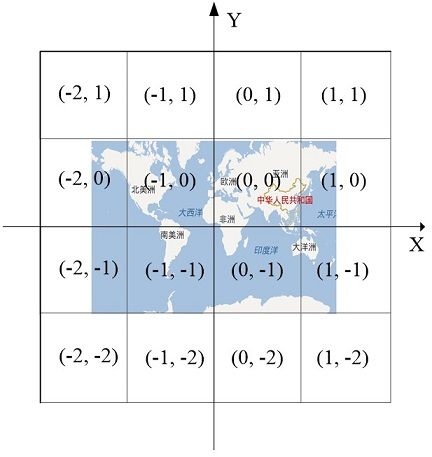 Y
(-2, 1) (-1, 1) (0, 1) (1, 1)
(-2, 0) (-1, 0) (0, 0) (1, 0)
北美洲 欧洲 亚洲
中华人民共和国
大西洋 非洲 太平洋
南美洲
X
印度洋 大洋洲
(-2, -1) (-1, -1) (0, -1) (1, -1)
(-2, -2) (-1, -2) (0, -2) (1, -2)